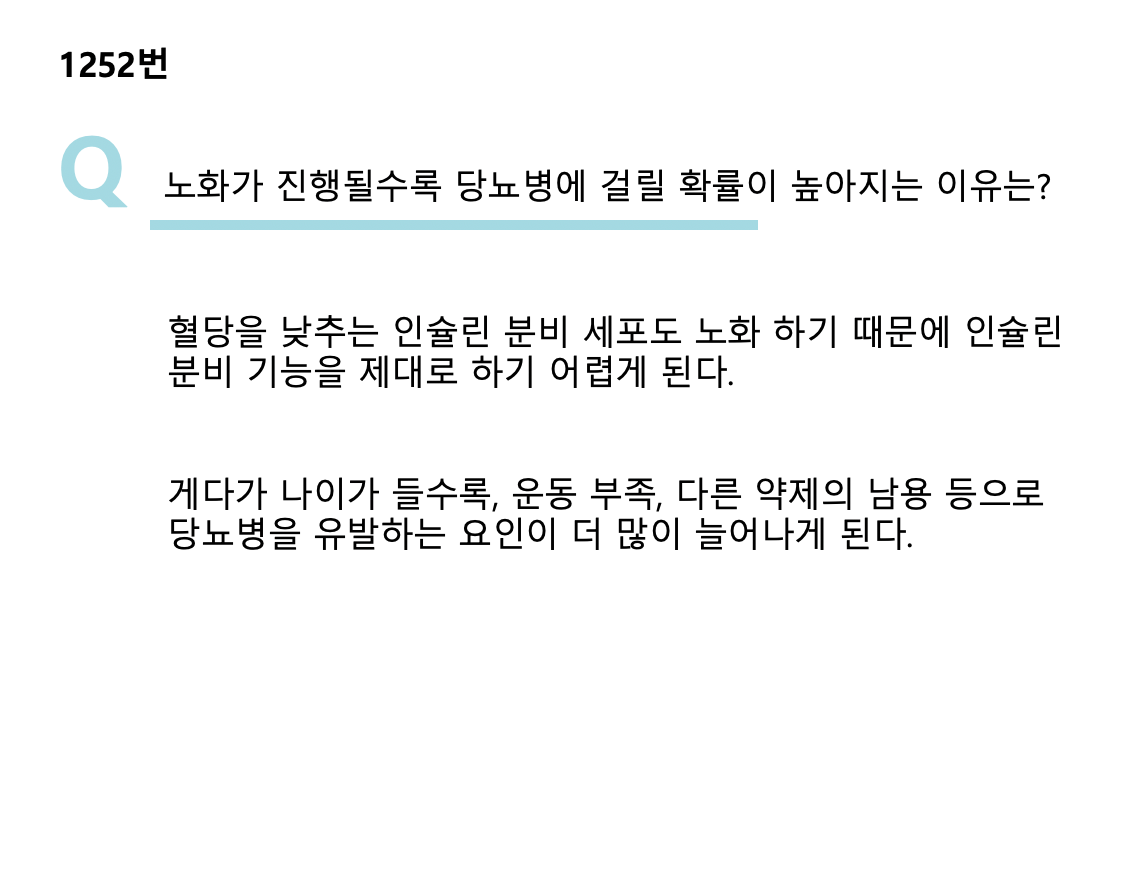 1252번
Q 노화가 진행될수록 당뇨병에 걸릴 확률이 높아지는 이유는?
혈당을 낮추는 인슐린 분비 세포도 노화 하기 때문에 인슐린
분비 기능을 제대로 하기 어렵게 된다.
게다가 나이가 들수록, 운동 부족, 다른 약제의 남용 등으로
당뇨병을 유발하는 요인이 더 많이 늘어나게 된다.